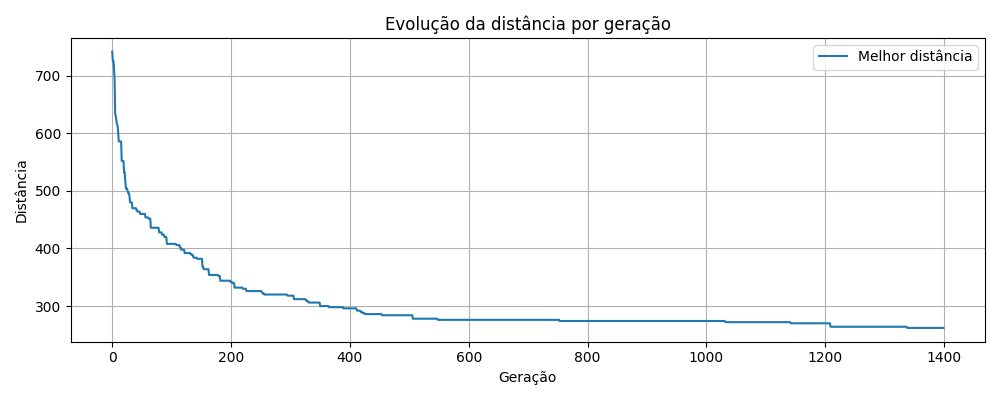 Evolução da distância por geração
Melhor distância
700
600
500
400
300
Distância
0 200 400 600 800 1000 1200 1400
Geração